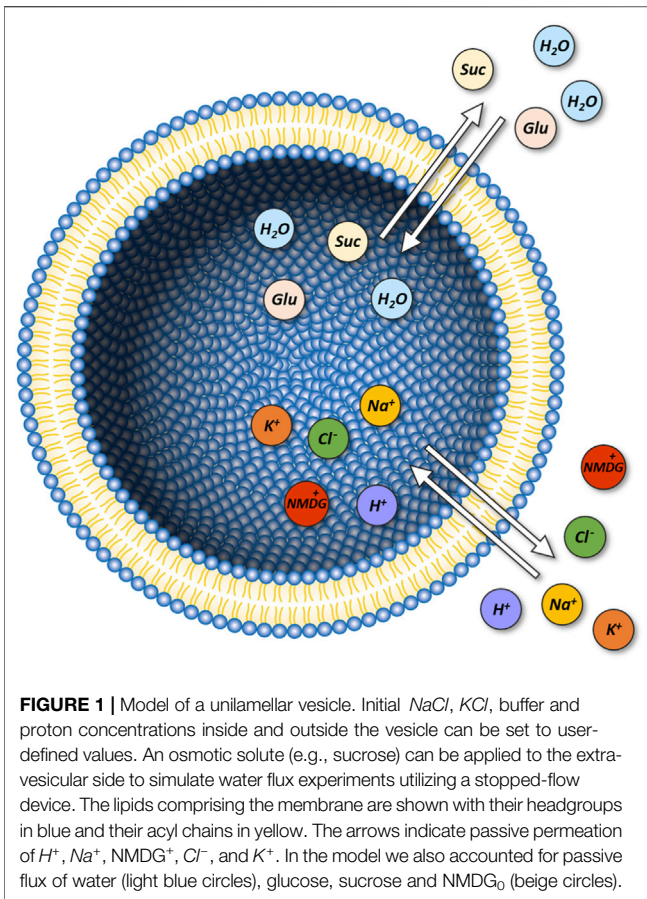 H₂O
Suc
H₂O
Glu
H₂O
Suc
Glu
H₂O
Na⁺
K⁺
Cl⁻
NMDG⁺
NMDG⁺
H⁺
Cl⁻
H⁺
Na⁺
K⁺
FIGURE 1 | Model of a unilamellar vesicle. Initial NaCl, KCl, buffer and
proton concentrations inside and outside the vesicle can be set to user-
defined values. An osmotic solute (e.g., sucrose) can be applied to the extra-
vesicular side to simulate water flux experiments utilizing a stopped-flow
device. The lipids comprising the membrane are shown with their headgroups
in blue and their acyl chains in yellow. The arrows indicate passive permeation
of H⁺, Na⁺, NMDG⁺, Cl⁻, and K⁺. In the model we also accounted for passive
flux of water (light blue circles), glucose, sucrose and NMDG₀ (beige circles).